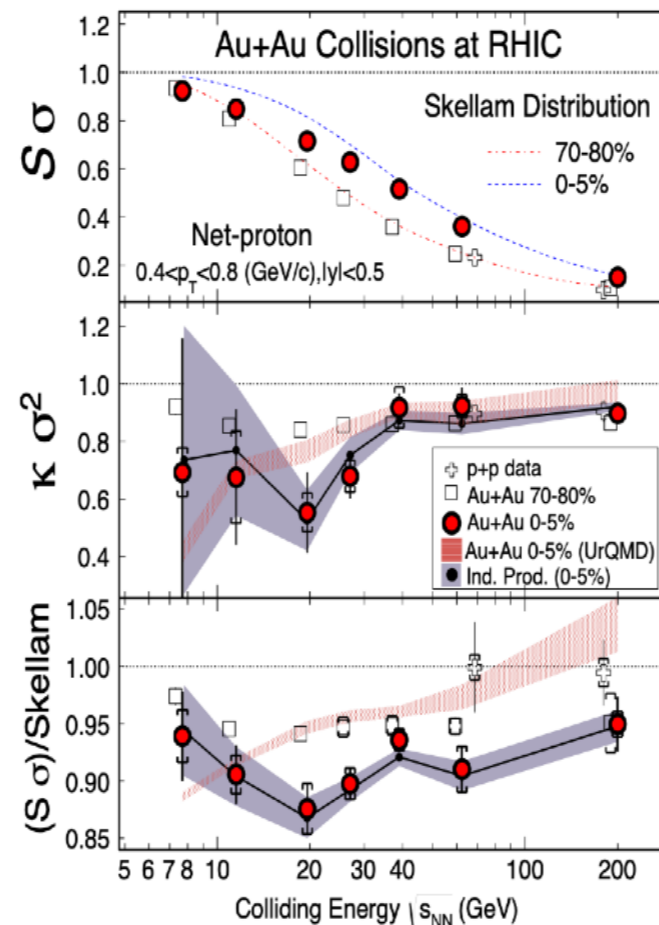 Au+Au Collisions at RHIC
S σ
1.0
0.8
0.6
0.4
0.2
Skellam Distribution
70-80%
0-5%
Net-proton
0.4<p_T<0.8 (GeV/c),|y|<0.5
κ σ²
1.2
1.0
0.8
0.6
0.4
p+p data
Au+Au 70-80%
Au+Au 0-5%
Au+Au 0-5% (UrQMD)
Ind. Prod. (0-5%)
(S σ)/Skellam
1.05
1.00
0.95
0.90
0.85
5 6 7 8 10 20 30 40 100 200
Colliding Energy √s_NN (GeV)